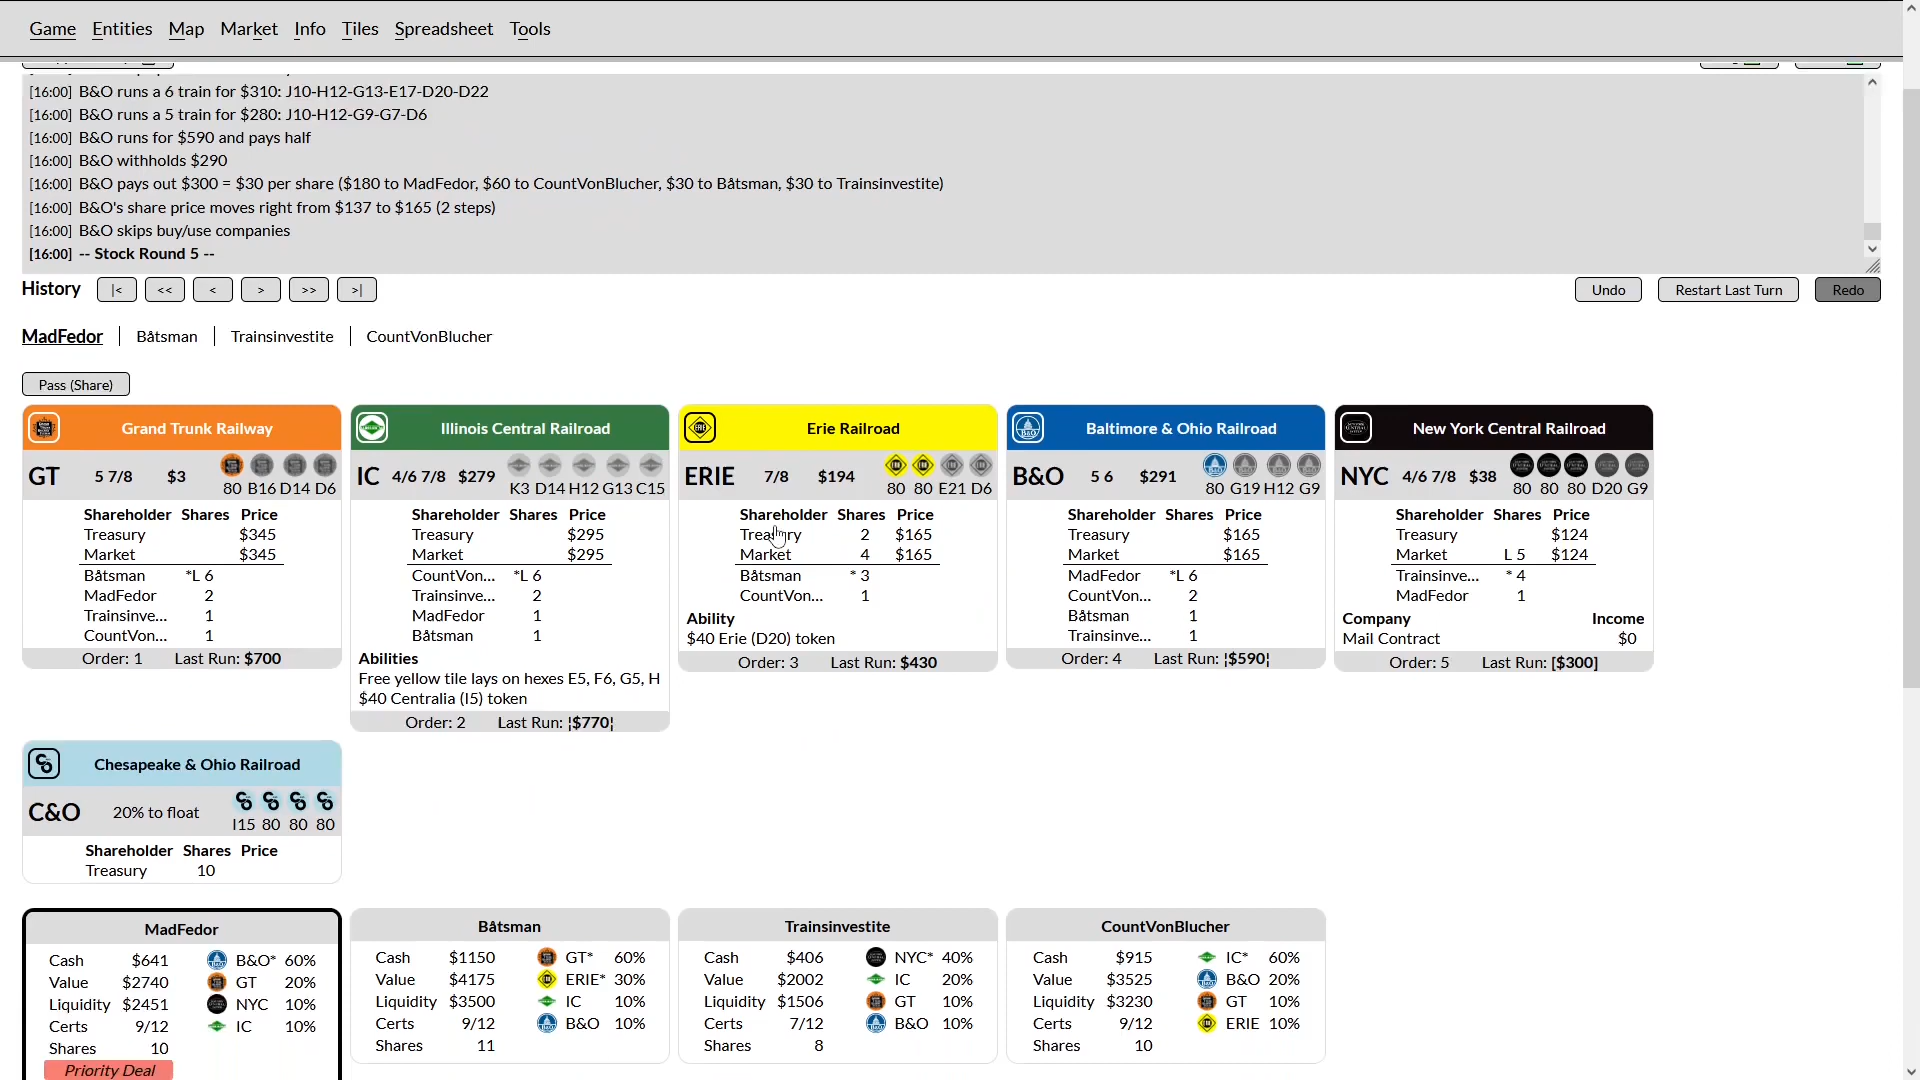 Game Entities Map Market Info Tiles Spreadsheet Tools
[16:00] B&O runs a 6 train for $310: J10-H12-G13-E17-D20-D22
[16:00] B&O runs a 5 train for $280: J10-H12-G9-G7-D6
[16:00] B&O runs for $590 and pays half
[16:00] B&O withholds $290
[16:00] B&O pays out $300 = $30 per share ($180 to MadFedor, $60 to CountVonBlucher, $30 to Båtsman, $30 to Trainsinvestite)
[16:00] B&O's share price moves right from $137 to $165 (2 steps)
[16:00] B&O skips buy/use companies
[16:00] -- Stock Round 5 --
History |< << < > >> >| Undo Restart Last Turn Redo
MadFedor Båtsman Trainsinvestite CountVonBlucher
Pass (Share)
Grand Trunk Railway
GT 5 7/8 $3 80 B16 D14 D6
Shareholder Shares Price
Treasury $345
Market $345
Båtsman *L 6
MadFedor 2
Trainsinve... 1
CountVon... 1
Order: 1 Last Run: $700
Illinois Central Railroad
IC 4/6 7/8 $279 K3 D14 H12 G13 C15
Shareholder Shares Price
Treasury $295
Market $295
CountVon... *L 6
Trainsinve... 2
MadFedor 1
Båtsman 1
Abilities
Free yellow tile lays on hexes E5, F6, G5, H
$40 Centralia (I5) token
Order: 2 Last Run: ¦$770¦
Erie Railroad
ERIE 7/8 $194 80 80 E21 D6
Shareholder Shares Price
Treasury 2 $165
Market 4 $165
Båtsman * 3
CountVon... 1
Ability
$40 Erie (D20) token
Order: 3 Last Run: $430
Baltimore & Ohio Railroad
B&O 5 6 $291 80 G19 H12 G9
Shareholder Shares Price
Treasury $165
Market $165
MadFedor *L 6
CountVon... 2
Båtsman 1
Trainsinve... 1
Order: 4 Last Run: ¦$590¦
New York Central Railroad
NYC 4/6 7/8 $38 80 80 80 D20 G9
Shareholder Shares Price
Treasury $124
Market L 5 $124
Trainsinve... * 4
MadFedor 1
Company Income
Mail Contract $0
Order: 5 Last Run: [$300]
Chesapeake & Ohio Railroad
C&O 20% to float I15 80 80 80
Shareholder Shares Price
Treasury 10
MadFedor
Cash $641 B&O* 60%
Value $2740 GT 20%
Liquidity $2451 NYC 10%
Certs 9/12 IC 10%
Shares 10
Priority Deal
Båtsman
Cash $1150 GT* 60%
Value $4175 ERIE* 30%
Liquidity $3500 IC 10%
Certs 9/12 B&O 10%
Shares 11
Trainsinvestite
Cash $406 NYC* 40%
Value $2002 IC 20%
Liquidity $1506 GT 10%
Certs 7/12 B&O 10%
Shares 8
CountVonBlucher
Cash $915 IC* 60%
Value $3525 B&O 20%
Liquidity $3230 GT 10%
Certs 9/12 ERIE 10%
Shares 10